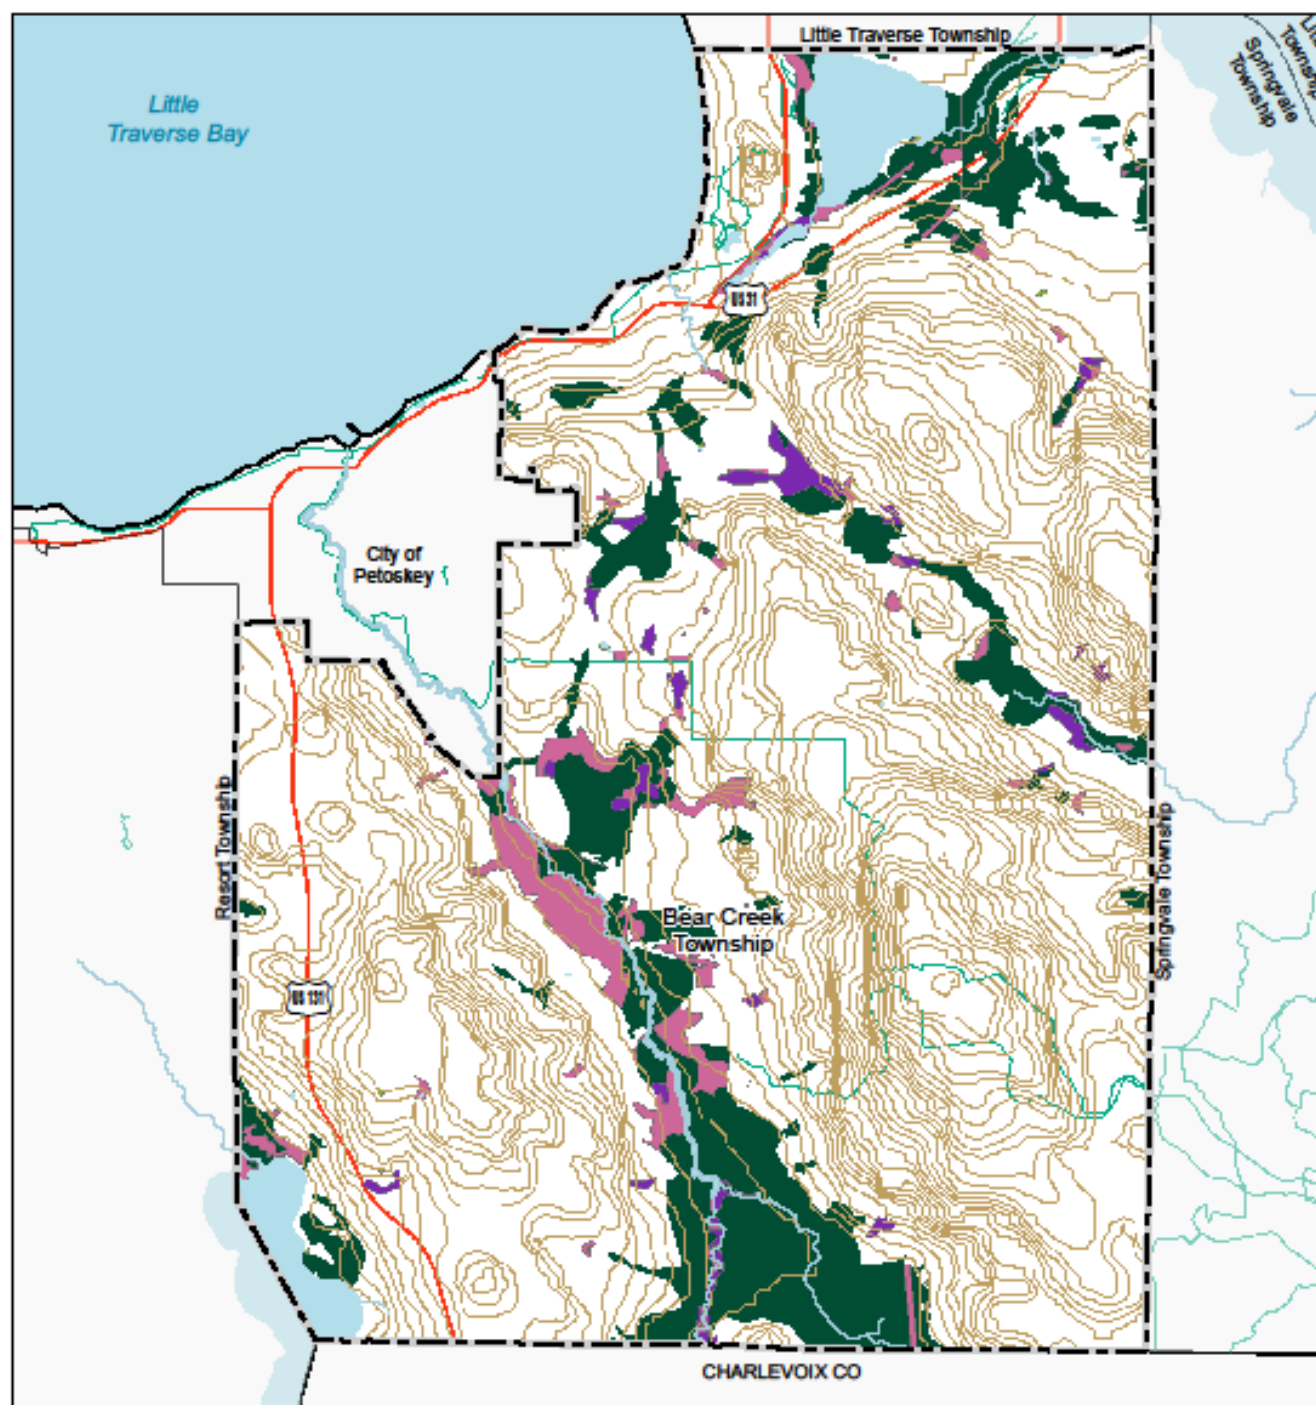 Little Traverse Township
Springvale
Township
Township
Little
Traverse Bay
US 31
City of
Petoskey
Resort Township
Springvale Township
Bear Creek
Township
US 131
CHARLEVOIX CO